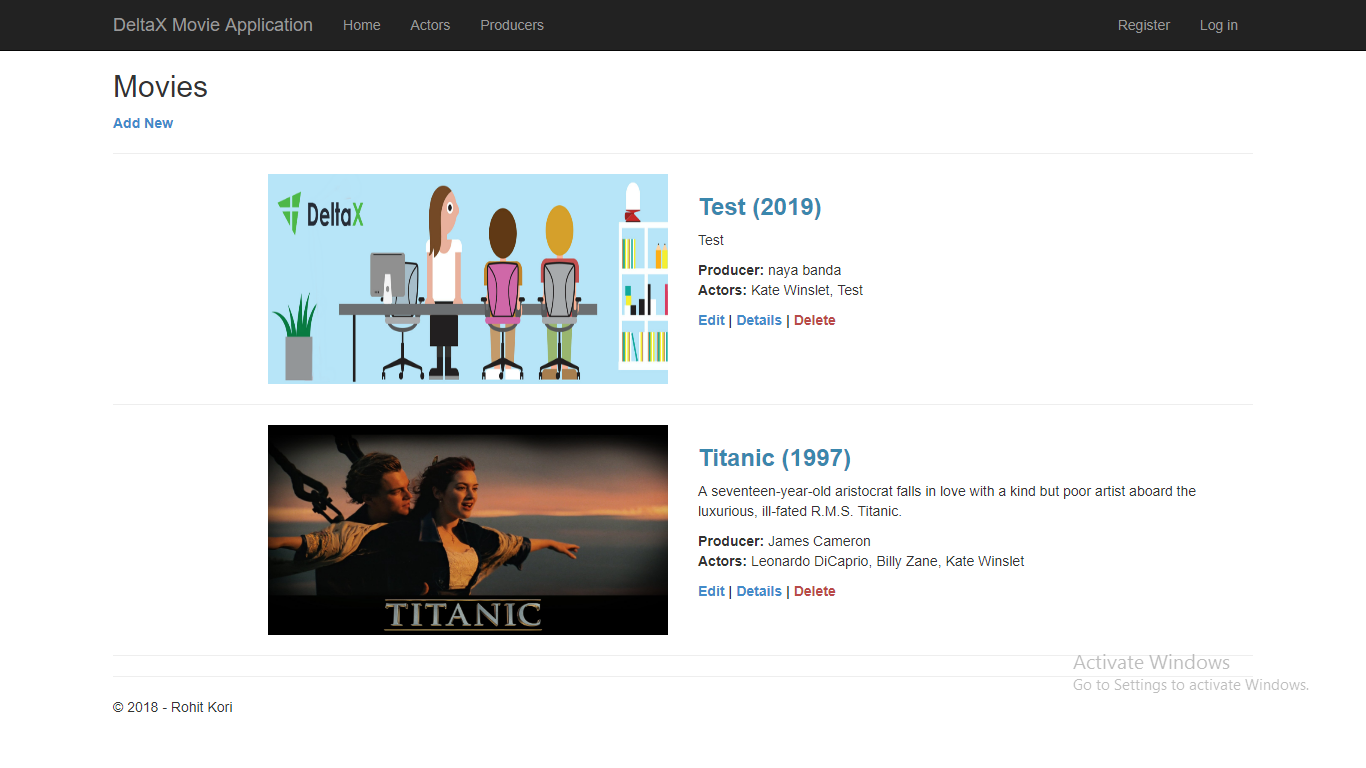 DeltaX Movie Application Home Actors Producers Register Log in
Movies
Add New
DeltaX
Test (2019)
Test
Producer: naya banda
Actors: Kate Winslet, Test
Edit | Details | Delete
TITANIC
Titanic (1997)
A seventeen-year-old aristocrat falls in love with a kind but poor artist aboard the
luxurious, ill-fated R.M.S. Titanic.
Producer: James Cameron
Actors: Leonardo DiCaprio, Billy Zane, Kate Winslet
Edit | Details | Delete
Activate Windows
Go to Settings to activate Windows.
© 2018 - Rohit Kori